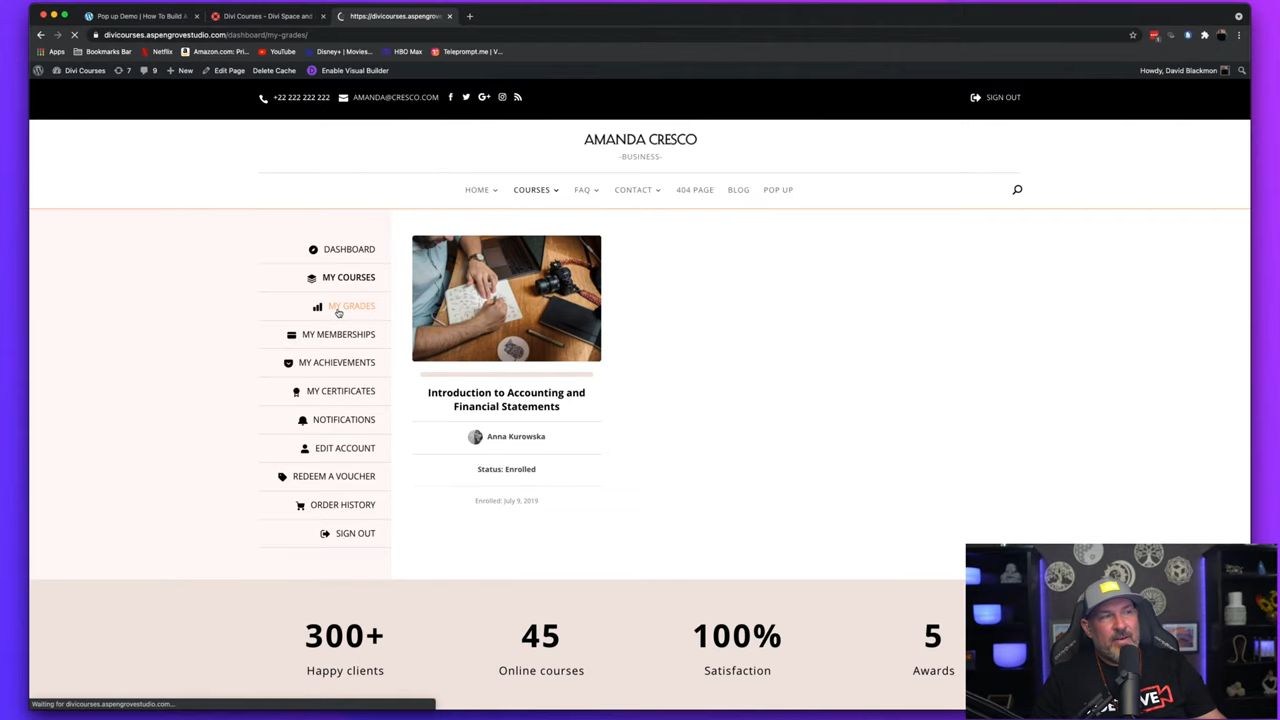 Pop up Demo | How To Build A
Divi Courses - Divi Space and
https://divicourses.aspengrovestudio.com
divicourses.aspengrovestudio.com/dashboard/my-grades/
Apps
Bookmarks Bar
Netflix
Amazon.com: Pri...
YouTube
Disney+ | Movies...
HBO Max
Teleprompt.me | V...
Divi Courses
7
9
New
Edit Page
Delete Cache
Enable Visual Builder
Howdy, David Blackmon
+22 222 222 222
AMANDA@CRESCO.COM
SIGN OUT
AMANDA CRESCO
-BUSINESS-
HOME
COURSES
FAQ
CONTACT
404 PAGE
BLOG
POP UP
DASHBOARD
MY COURSES
MY GRADES
MY MEMBERSHIPS
MY ACHIEVEMENTS
MY CERTIFICATES
NOTIFICATIONS
EDIT ACCOUNT
REDEEM A VOUCHER
ORDER HISTORY
SIGN OUT
Introduction to Accounting and
Financial Statements
Anna Kurowska
Status: Enrolled
Enrolled: July 9, 2019
300+
Happy clients
45
Online courses
100%
Satisfaction
5
Awards
Waiting for divicourses.aspengrovestudio.com...